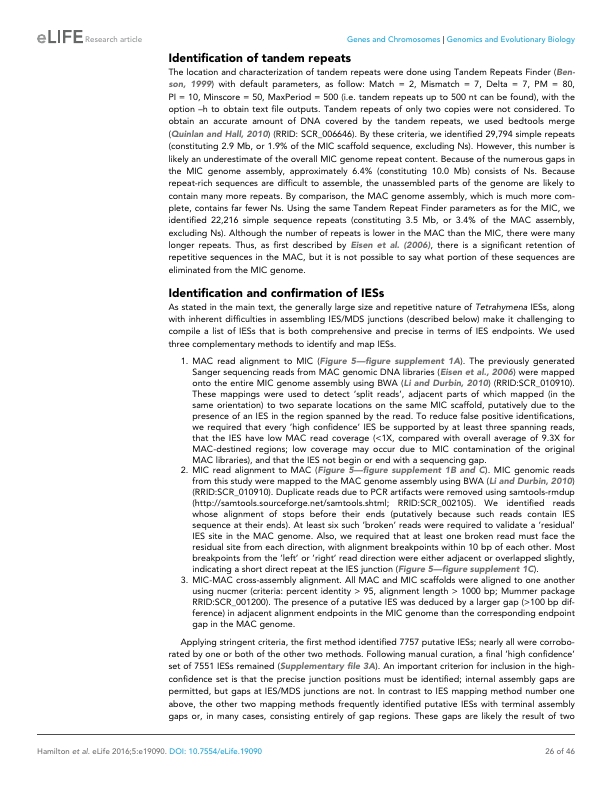 eLIFE Research article
Genes and Chromosomes | Genomics and Evolutionary Biology
Identification of tandem repeats
The location and characterization of tandem repeats were done using Tandem Repeats Finder (Ben-
son, 1999) with default parameters, as follow: Match = 2, Mismatch = 7, Delta = 7, PM = 80,
PI = 10, Minscore = 50, MaxPeriod = 500 (i.e. tandem repeats up to 500 nt can be found), with the
option –h to obtain text file outputs. Tandem repeats of only two copies were not considered. To
obtain an accurate amount of DNA covered by the tandem repeats, we used bedtools merge
(Quinlan and Hall, 2010) (RRID: SCR_006646). By these criteria, we identified 29,794 simple repeats
(constituting 2.9 Mb, or 1.9% of the MIC scaffold sequence, excluding Ns). However, this number is
likely an underestimate of the overall MIC genome repeat content. Because of the numerous gaps in
the MIC genome assembly, approximately 6.4% (constituting 10.0 Mb) consists of Ns. Because
repeat-rich sequences are difficult to assemble, the unassembled parts of the genome are likely to
contain many more repeats. By comparison, the MAC genome assembly, which is much more com-
plete, contains far fewer Ns. Using the same Tandem Repeat Finder parameters as for the MIC, we
identified 22,216 simple sequence repeats (constituting 3.5 Mb, or 3.4% of the MAC assembly,
excluding Ns). Although the number of repeats is lower in the MAC than the MIC, there were many
longer repeats. Thus, as first described by Eisen et al. (2006), there is a significant retention of
repetitive sequences in the MAC, but it is not possible to say what portion of these sequences are
eliminated from the MIC genome.
Identification and confirmation of IESs
As stated in the main text, the generally large size and repetitive nature of Tetrahymena IESs, along
with inherent difficulties in assembling IES/MDS junctions (described below) make it challenging to
compile a list of IESs that is both comprehensive and precise in terms of IES endpoints. We used
three complementary methods to identify and map IESs.
1. MAC read alignment to MIC (Figure 5—figure supplement 1A). The previously generated
Sanger sequencing reads from MAC genomic DNA libraries (Eisen et al., 2006) were mapped
onto the entire MIC genome assembly using BWA (Li and Durbin, 2010) (RRID:SCR_010910).
These mappings were used to detect 'split reads', adjacent parts of which mapped (in the
same orientation) to two separate locations on the same MIC scaffold, putatively due to the
presence of an IES in the region spanned by the read. To reduce false positive identifications,
we required that every 'high confidence' IES be supported by at least three spanning reads,
that the IES have low MAC read coverage (<1X, compared with overall average of 9.3X for
MAC-destined regions; low coverage may occur due to MIC contamination of the original
MAC libraries), and that the IES not begin or end with a sequencing gap.
2. MIC read alignment to MAC (Figure 5—figure supplement 1B and C). MIC genomic reads
from this study were mapped to the MAC genome assembly using BWA (Li and Durbin, 2010)
(RRID:SCR_010910). Duplicate reads due to PCR artifacts were removed using samtools-rmdup
(http://samtools.sourceforge.net/samtools.shtml; RRID:SCR_002105). We identified reads
whose alignment stops before their ends (putatively because such reads contain IES
sequence at their ends). At least six such 'broken' reads were required to validate a 'residual'
IES site in the MAC genome. Also, we required that at least one broken read must face the
residual site from each direction, with alignment breakpoints within 10 bp of each other. Most
breakpoints from the 'left' or 'right' read direction were either adjacent or overlapped slightly,
indicating a short direct repeat at the IES junction (Figure 5—figure supplement 1C).
3. MIC-MAC cross-assembly alignment. All MAC and MIC scaffolds were aligned to one another
using nucmer (criteria: percent identity > 95, alignment length > 1000 bp; Mummer package
RRID:SCR_001200). The presence of a putative IES was deduced by a larger gap (>100 bp dif-
ference) in adjacent alignment endpoints in the MIC genome than the corresponding endpoint
gap in the MAC genome.
Applying stringent criteria, the first method identified 7757 putative IESs; nearly all were corrobo-
rated by one or both of the other two methods. Following manual curation, a final 'high confidence'
set of 7551 IESs remained (Supplementary file 3A). An important criterion for inclusion in the high-
confidence set is that the precise junction positions must be identified; internal assembly gaps are
permitted, but gaps at IES/MDS junctions are not. In contrast to IES mapping method number one
above, the other two mapping methods frequently identified putative IESs with terminal assembly
gaps or, in many cases, consisting entirely of gap regions. These gaps are likely the result of two
Hamilton et al. eLife 2016;5:e19090. DOI: 10.7554/eLife.19090
26 of 46